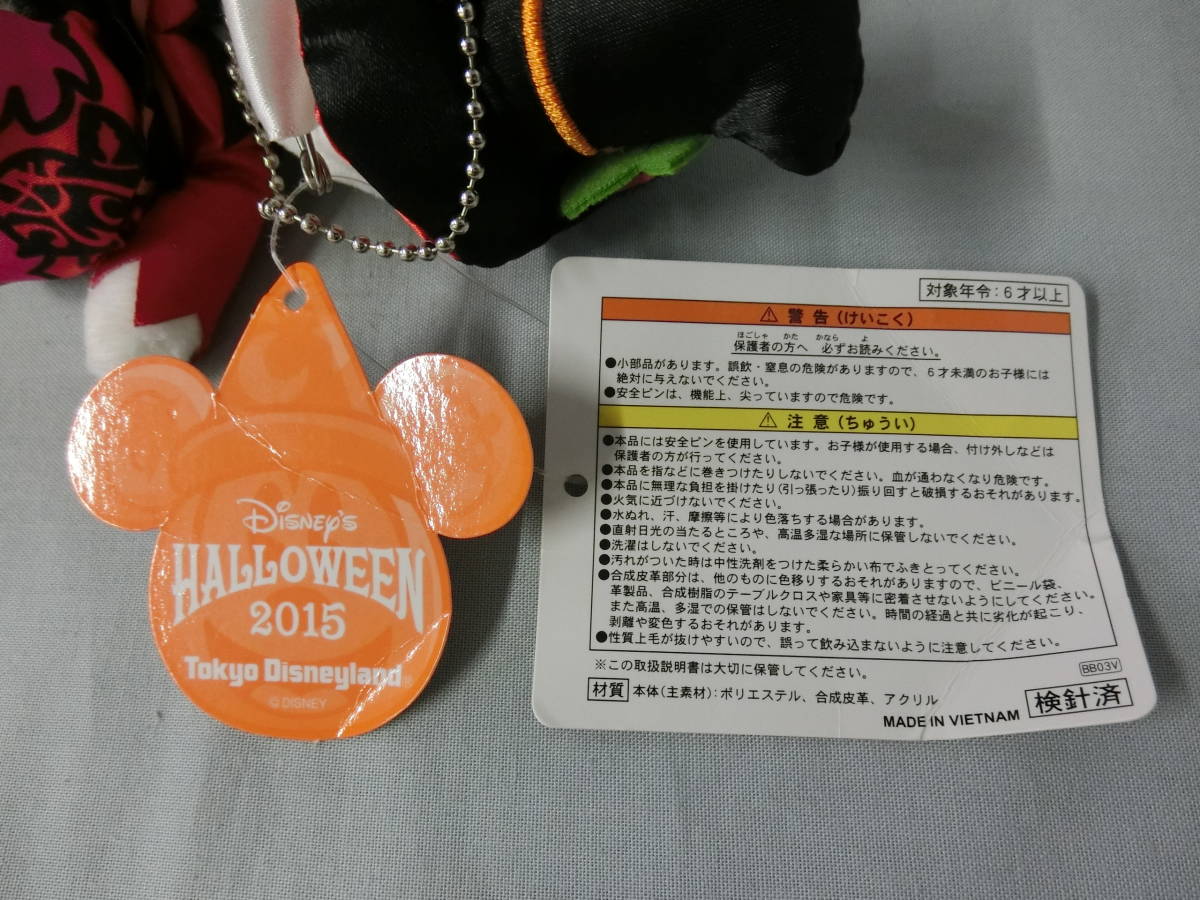 DISNEY'S
HALLOWEEN
2015
Tokyo Disneyland®
© DISNEY
対象年令:6才以上
⚠ 警告(けいこく)
ほごしゃ かた かなら よ
保護者の方へ 必ずお読みください。
●小部品があります。誤飲・窒息の危険がありますので、6才未満のお子様には
絶対に与えないでください。
●安全ピンは、機能上、尖っていますので危険です。
⚠ 注意(ちゅうい)
●本品には安全ピンを使用しています。お子様が使用する場合、付け外しなどは
保護者の方が行ってください。
●本品を指などに巻きつけたりしないでください。血が通わなくなり危険です。
●本品に無理な負担を掛けたり(引っ張ったり)振り回すと破損するおそれがあります。
●火気に近づけないでください。
●水ぬれ、汗、摩擦等により色落ちする場合があります。
●直射日光の当たるところや、高温多湿な場所に保管しないでください。
●洗濯はしないでください。
●汚れがついた時は中性洗剤をつけた柔らかい布でふきとってください。
●合成皮革部分は、他のものに色移りするおそれがありますので、ビニール袋、
革製品、合成樹脂のテーブルクロスや家具等に密着させないようにしてください。
また高温、多湿での保管はしないでください。時間の経過と共に劣化が起こり、
剥離や変色するおそれがあります。
●性質上毛が抜けやすいので、誤って飲み込まないように注意してください。
※この取扱説明書は大切に保管してください。
BB03V
材質 本体(主素材):ポリエステル、合成皮革、アクリル
MADE IN VIETNAM 検針済